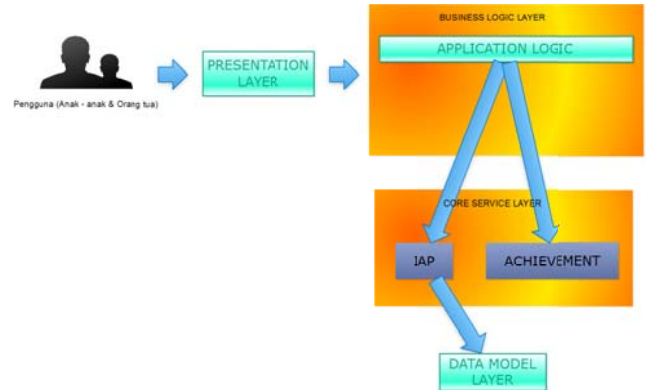 BUSINESS LOGIC LAYER
APPLICATION LOGIC
PRESENTATION
LAYER
Pengguna (Anak - anak & Orang tua)
CORE SERVICE LAYER
IAP
ACHIEVEMENT
DATA MODEL
LAYER